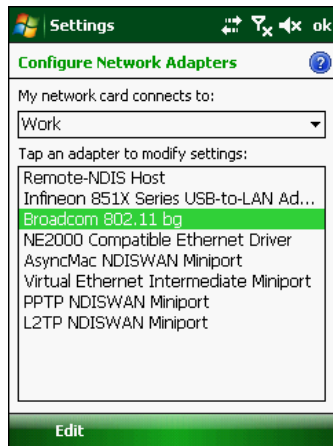 Settings
ok
Configure Network Adapters
?
My network card connects to:
Work
Tap an adapter to modify settings:
Remote-NDIS Host
Infineon 851X Series USB-to-LAN Ad...
Broadcom 802.11 bg
NE2000 Compatible Ethernet Driver
AsyncMac NDISWAN Miniport
Virtual Ethernet Intermediate Miniport
PPTP NDISWAN Miniport
L2TP NDISWAN Miniport
Edit